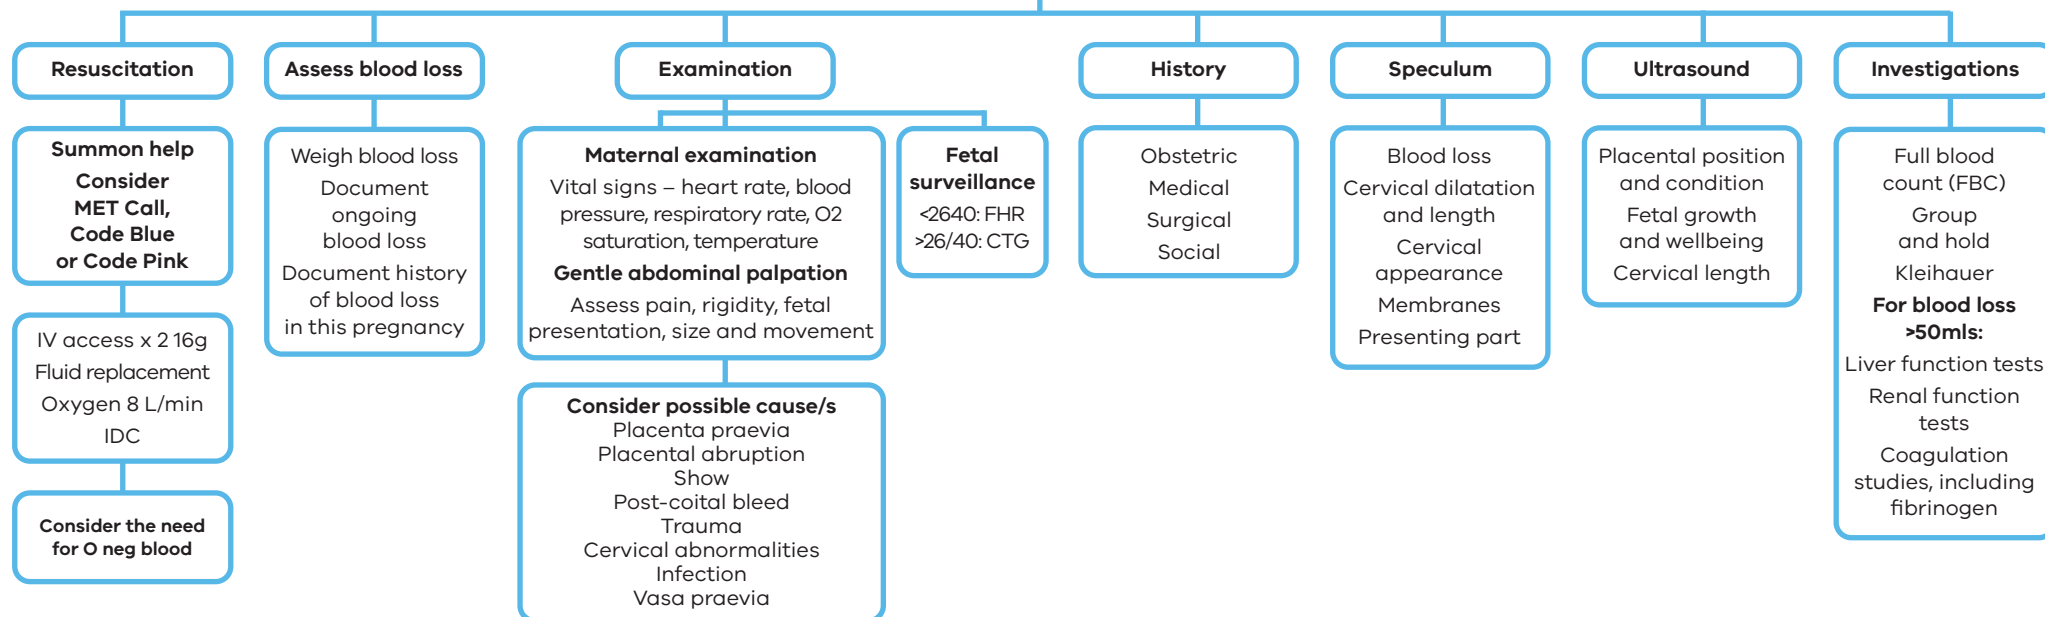 Resuscitation
Summon help
Consider
MET Call,
Code Blue
or Code Pink
IV access x 2 16g
Fluid replacement
Oxygen 8 L/min
IDC
Consider the need
for O neg blood
Assess blood loss
Weigh blood loss
Document
ongoing
blood loss
Document history
of blood loss
in this pregnancy
Examination
Maternal examination
Vital signs – heart rate, blood
pressure, respiratory rate, O2
saturation, temperature
Gentle abdominal palpation
Assess pain, rigidity, fetal
presentation, size and movement
Consider possible cause/s
Placenta praevia
Placental abruption
Show
Post-coital bleed
Trauma
Cervical abnormalities
Infection
Vasa praevia
Fetal
surveillance
<2640: FHR
>26/40: CTG
History
Obstetric
Medical
Surgical
Social
Speculum
Blood loss
Cervical dilatation
and length
Cervical
appearance
Membranes
Presenting part
Ultrasound
Placental position
and condition
Fetal growth
and wellbeing
Cervical length
Investigations
Full blood
count (FBC)
Group
and hold
Kleihauer
For blood loss
>50mls:
Liver function tests
Renal function
tests
Coagulation
studies, including
fibrinogen